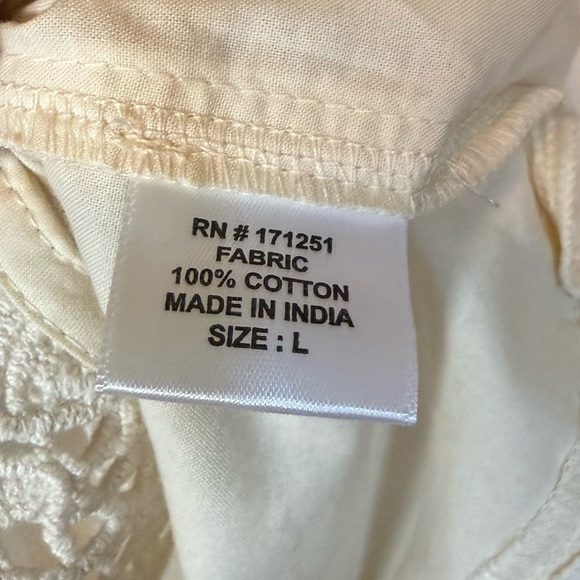 RN # 171251
FABRIC
100% COTTON
MADE IN INDIA
SIZE : L